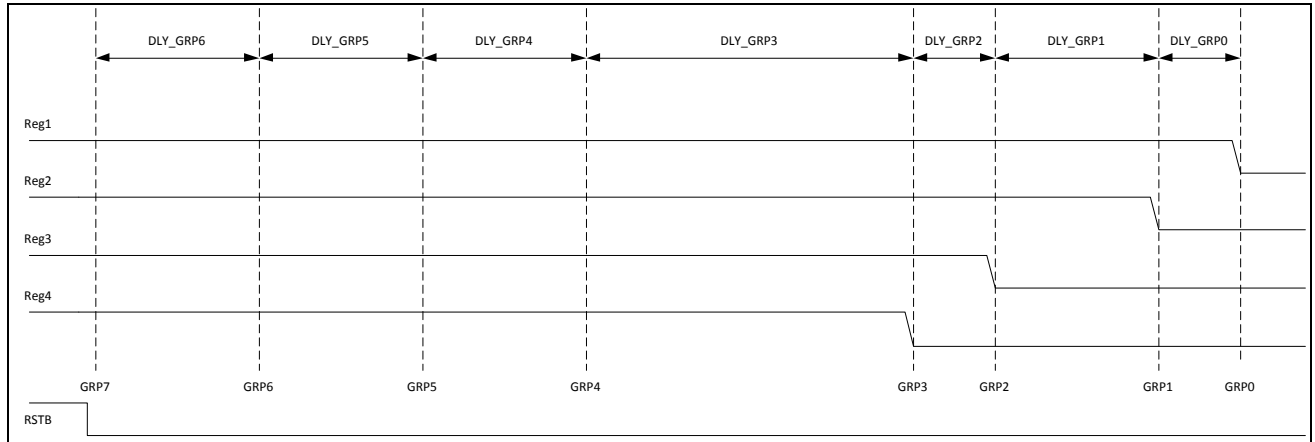 DLY_GRP6 DLY_GRP5 DLY_GRP4 DLY_GRP3 DLY_GRP2 DLY_GRP1 DLY_GRP0
Reg1
Reg2
Reg3
Reg4
GRP7 GRP6 GRP5 GRP4 GRP3 GRP2 GRP1 GRP0
RSTB